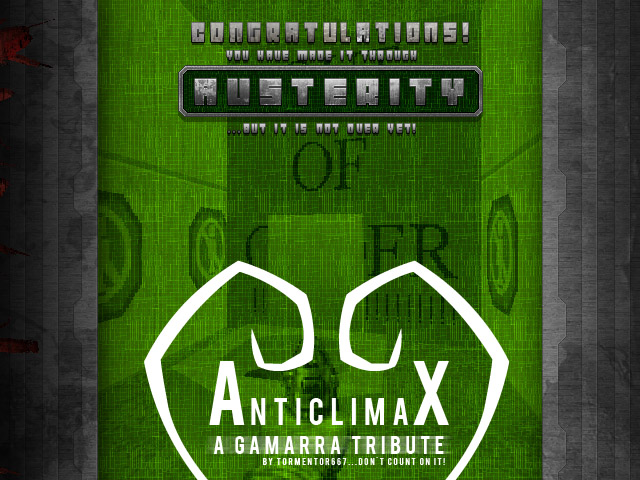 CONGRATULATIONS!
YOU HAVE MADE IT THROUGH
AUSTERITY
...BUT IT IS NOT OVER YET!
OF
ER
ANTICLIMAX
A GAMARRA TRIBUTE
BY TORMENTOR667...DON'T COUNT ON IT!